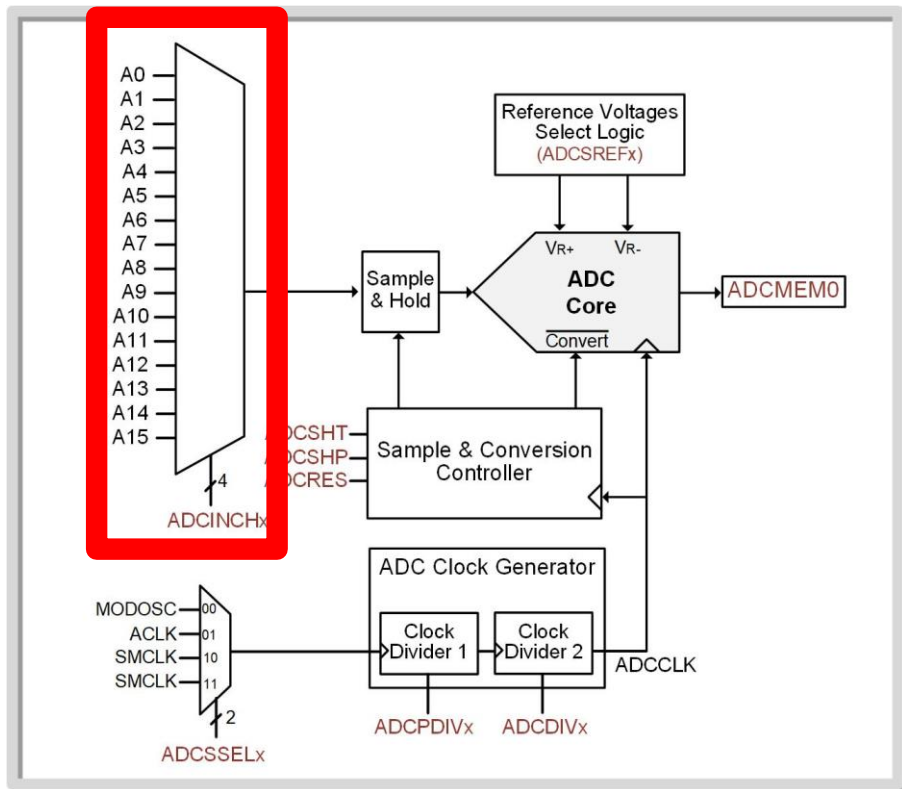 A0
A1
A2
A3
A4
A5
A6
A7
A8
A9
A10
A11
A12
A13
A14
A15
4
ADCINCHx
Reference Voltages
Select Logic
(ADCSREFx)
VR+ VR-
Sample
& Hold
ADC
Core
Convert
ADCMEM0
ADCSHT
ADCSHP
ADCRES
Sample & Conversion
Controller
ADC Clock Generator
MODOSC 00
ACLK 01
SMCLK 10
SMCLK 11
2
ADCSSELx
Clock
Divider 1
Clock
Divider 2
ADCCLK
ADCPDIVx
ADCDIVx